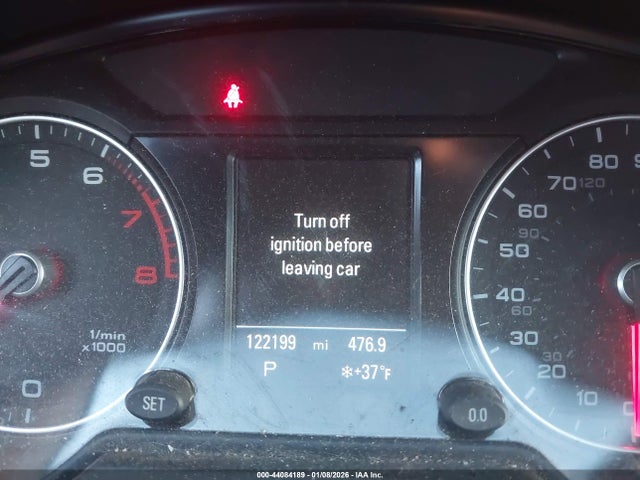 Turn off
ignition before
leaving car
122199 mi 476.9
P ❄+37°F
5 6 7 8
1/min
x1000
0
SET
0.0
80
70 120
60
90
50
40
60
30
30
20
10
000-44084189 - 01/08/2026 - IAA Inc.